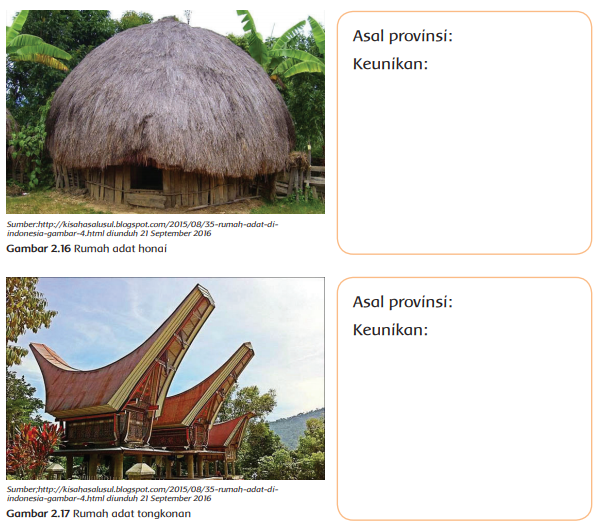 Asal provinsi:
Keunikan:
Sumber:http://kisahasalusul.blogspot.com/2015/08/35-rumah-adat-di-
indonesia-gambar-4.html diunduh 21 September 2016
Gambar 2.16 Rumah adat honai
Asal provinsi:
Keunikan:
Sumber;http://kisahasalusul.blogspot.com/2015/08/35-rumah-adat-di-
indonesia-gambar-4.html diunduh 21 September 2016
Gambar 2.17 Rumah adat tongkonan